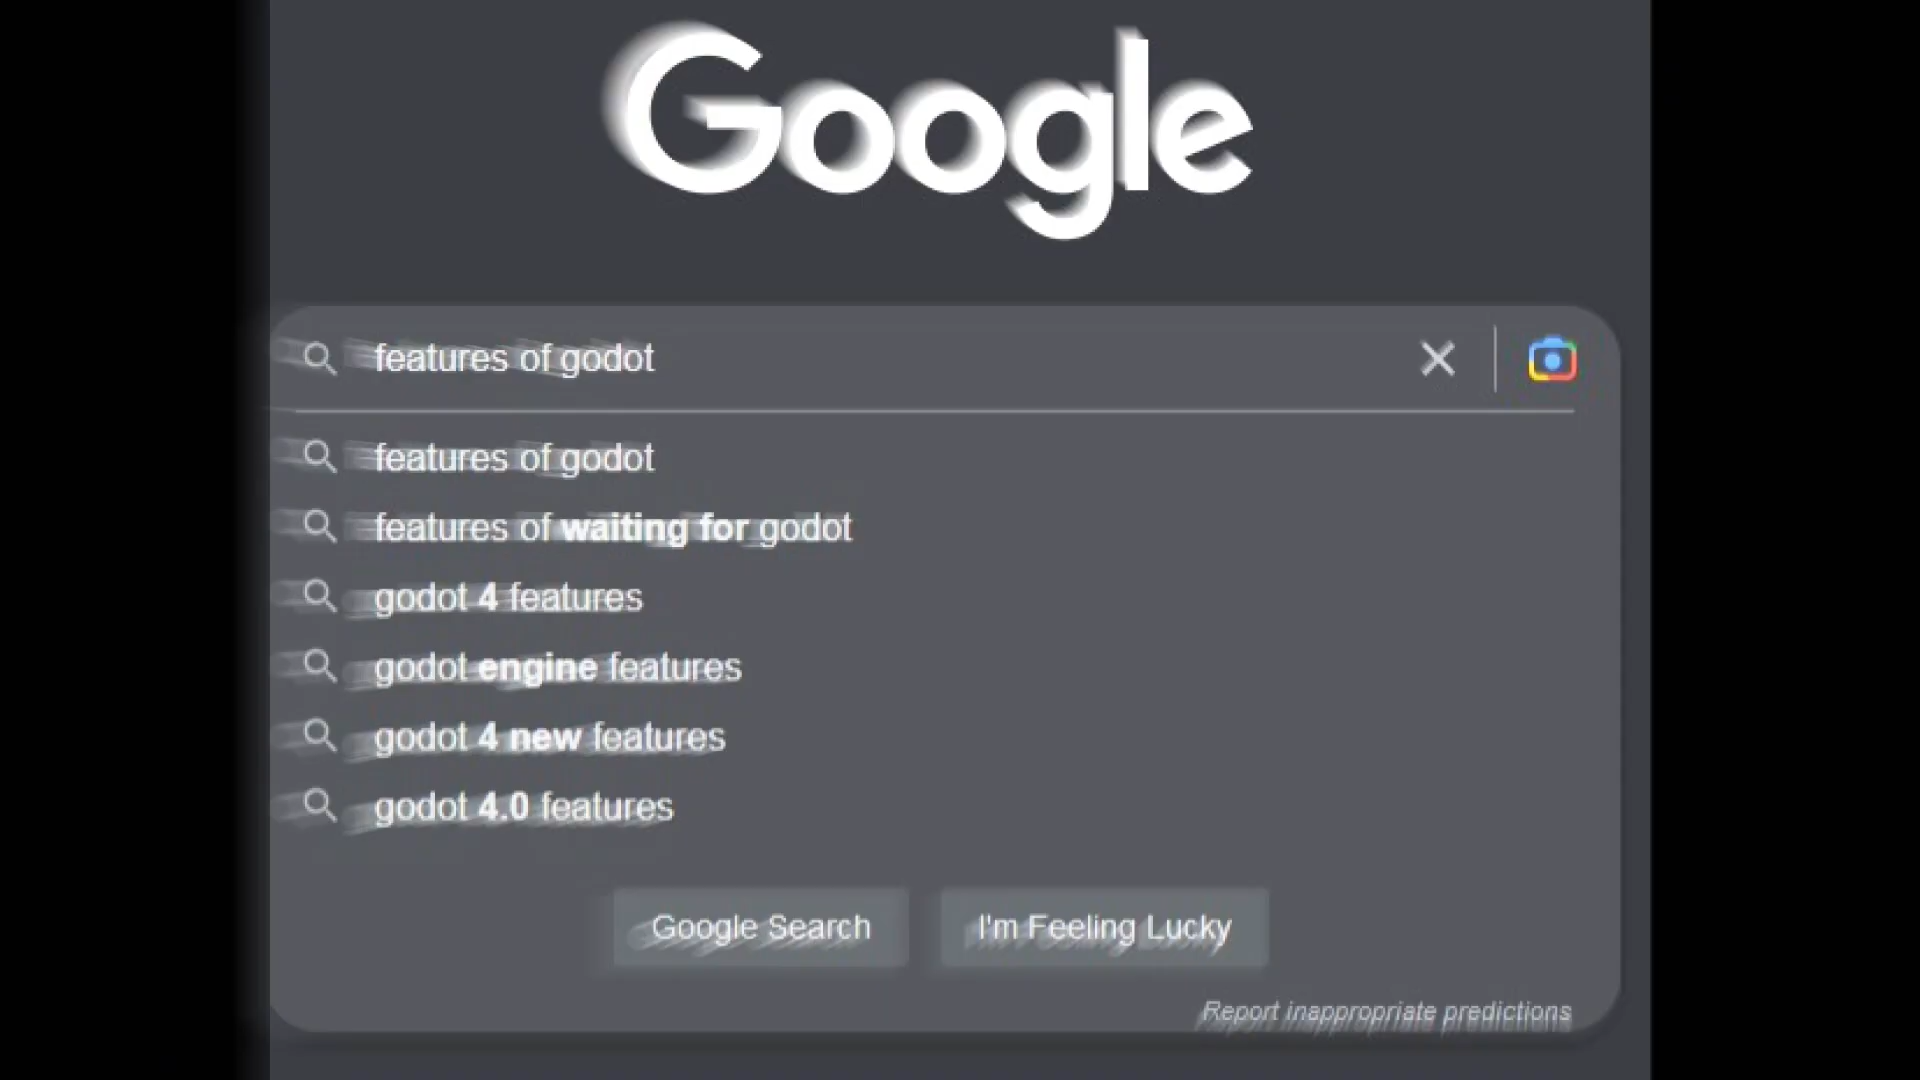 Google
features of godot
features of godot
features of waiting for godot
godot 4 features
godot engine features
godot 4 new features
godot 4.0 features
Google Search I'm Feeling Lucky
Report inappropriate predictions